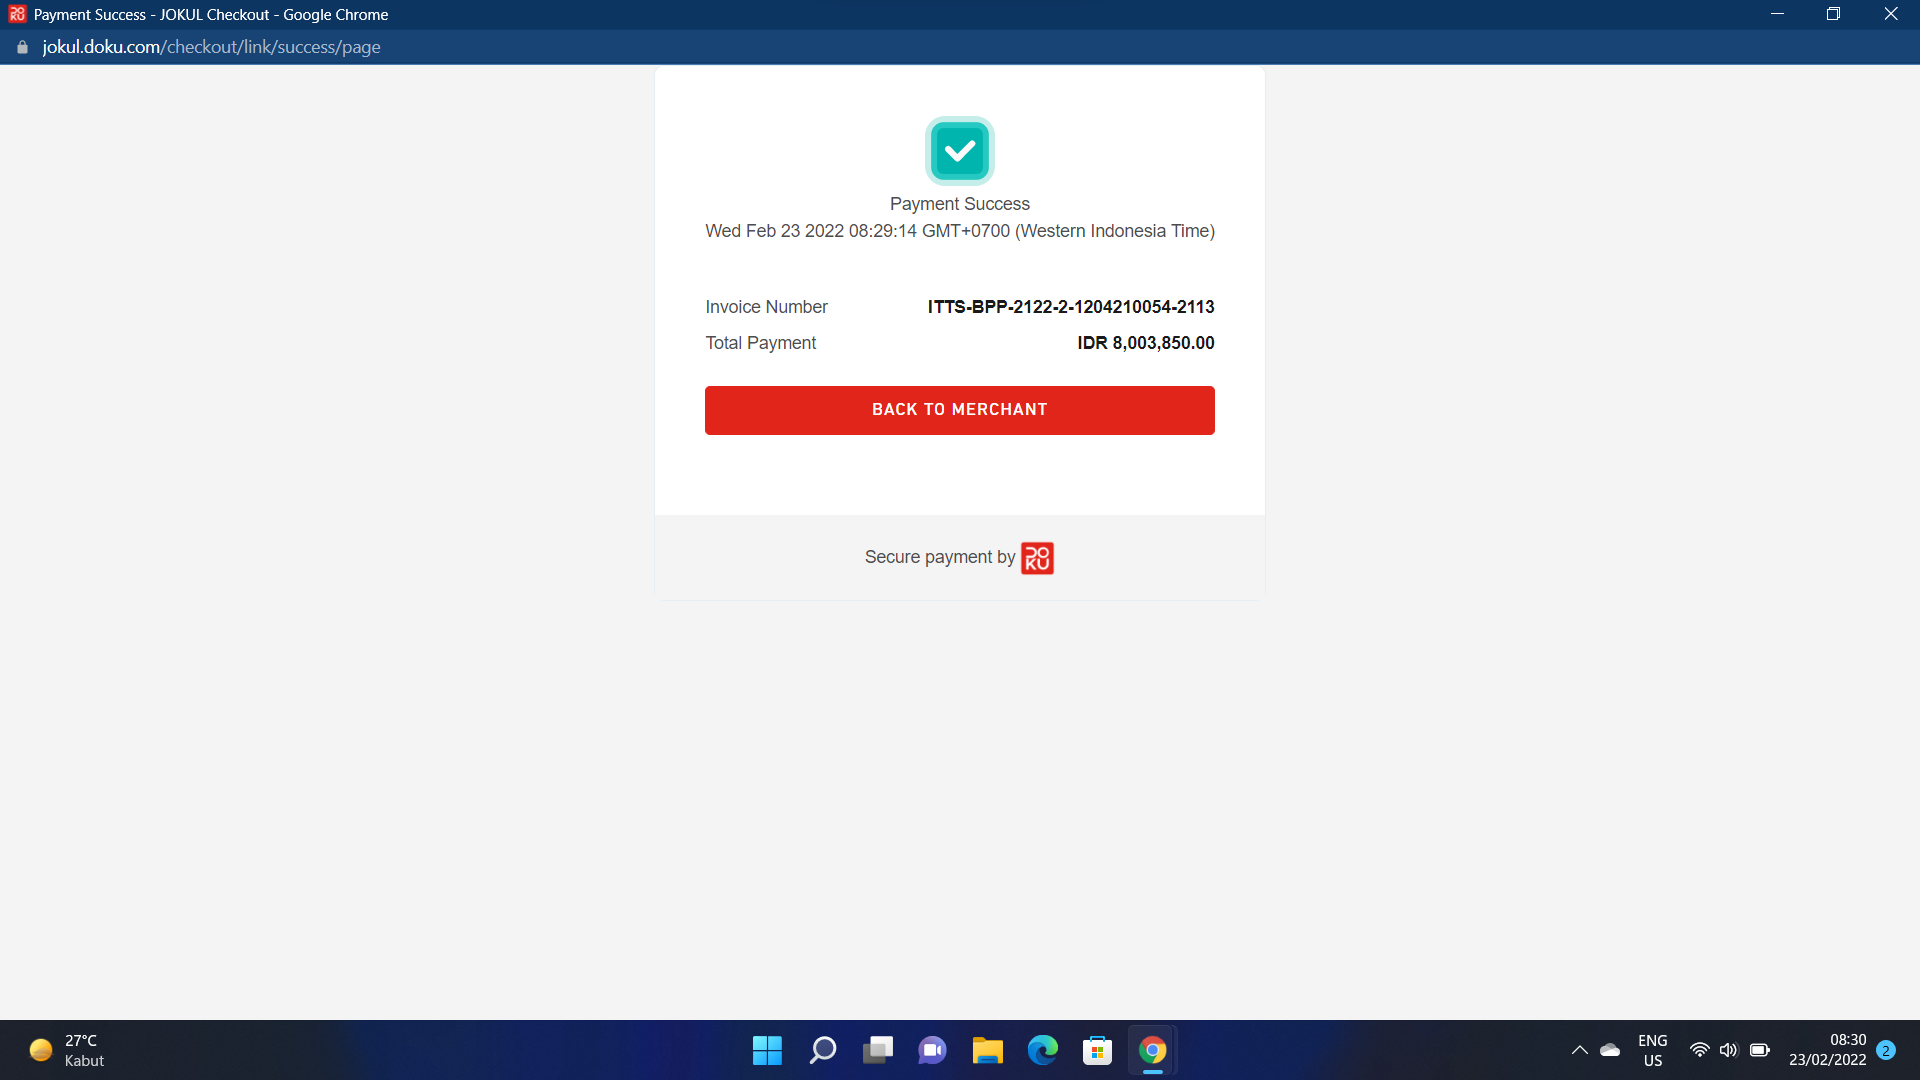 Payment Success - JOKUL Checkout - Google Chrome
jokul.doku.com/checkout/link/success/page
Payment Success
Wed Feb 23 2022 08:29:14 GMT+0700 (Western Indonesia Time)
Invoice Number ITTS-BPP-2122-2-1204210054-2113
Total Payment IDR 8,003,850.00
BACK TO MERCHANT
Secure payment by DOKU
27°C
Kabut
ENG
US
08:30
23/02/2022
2